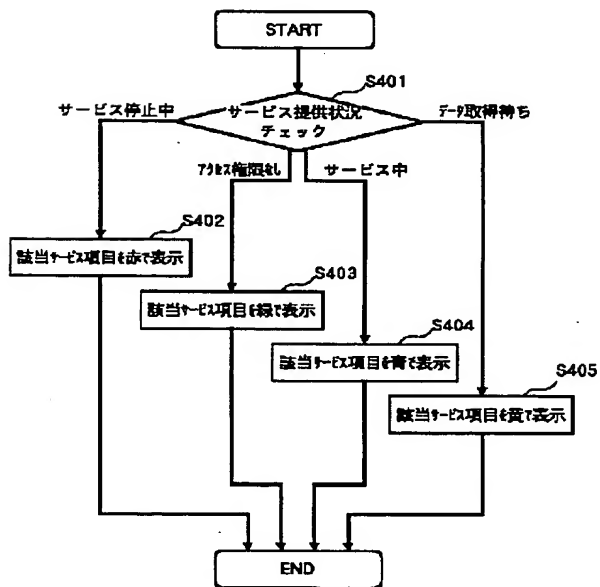 START
S401
サービス停止中
サービス提供状況
チェック
データ取得待ち
アクセス権限なし
サービス中
S402
該当サービス項目を赤で表示
S403
該当サービス項目を緑で表示
S404
該当サービス項目を青で表示
S405
該当サービス項目を黄で表示
END